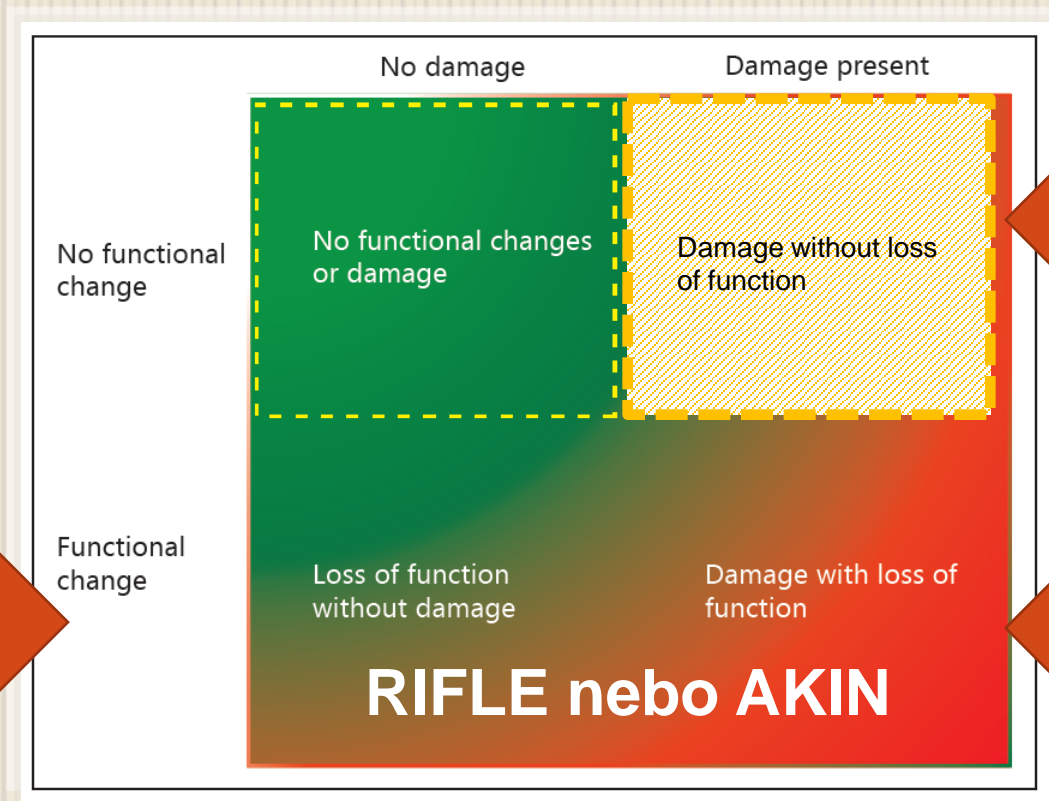 No damage
Damage present
No functional
change
No functional changes
or damage
Damage without loss
of function
Functional
change
Loss of function
without damage
Damage with loss of
function
RIFLE nebo AKIN